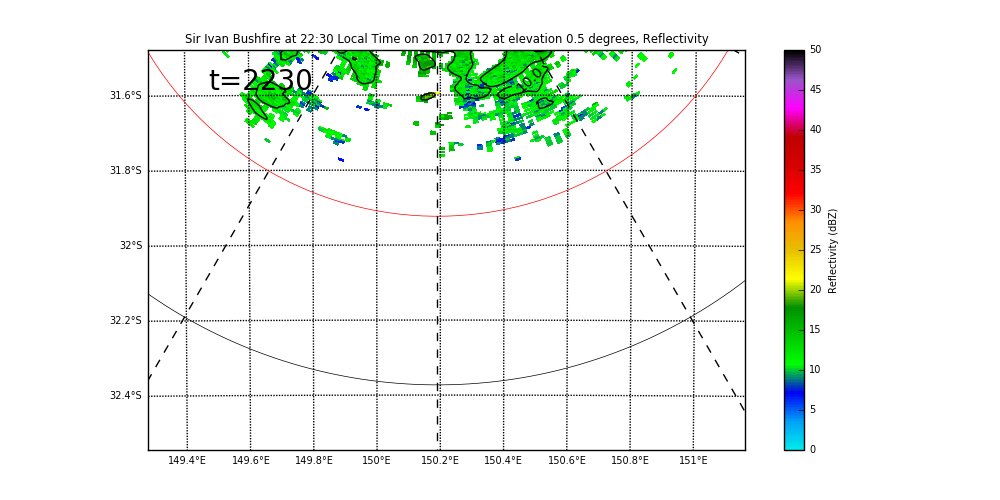 Sir Ivan Bushfire at 22:30 Local Time on 2017 02 12 at elevation 0.5 degrees, Reflectivity
t=2230
31.6°S
31.8°S
32°S
32.2°S
32.4°S
149.4°E 149.6°E 149.8°E 150°E 150.2°E 150.4°E 150.6°E 150.8°E 151°E
50
45
40
35
30
25
20
15
10
5
0
Reflectivity (dBZ)